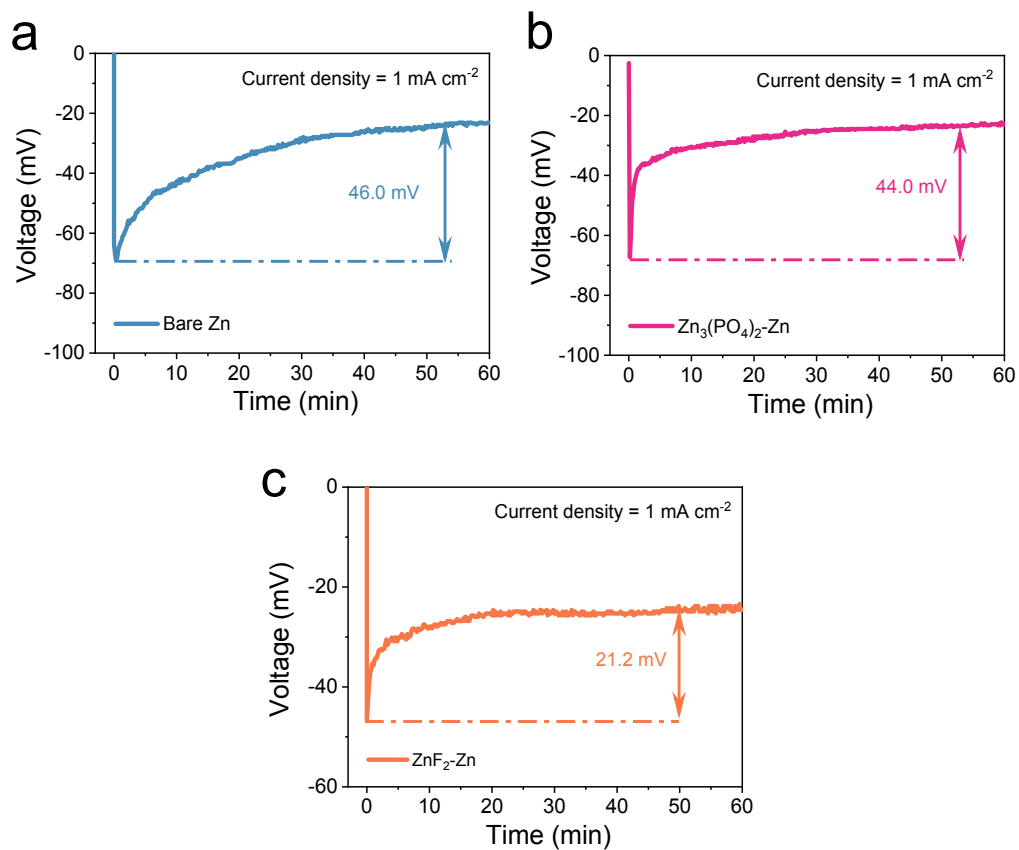 a
Current density = 1 mA cm⁻²
0
-20
-40
-60
-80
-100
Voltage (mV)
46.0 mV
Bare Zn
0 10 20 30 40 50 60
Time (min)
b
Current density = 1 mA cm⁻²
0
-20
-40
-60
-80
-100
Voltage (mV)
44.0 mV
Zn₃(PO₄)₂-Zn
0 10 20 30 40 50 60
Time (min)
c
Current density = 1 mA cm⁻²
0
-20
-40
-60
Voltage (mV)
21.2 mV
ZnF₂-Zn
0 10 20 30 40 50 60
Time (min)